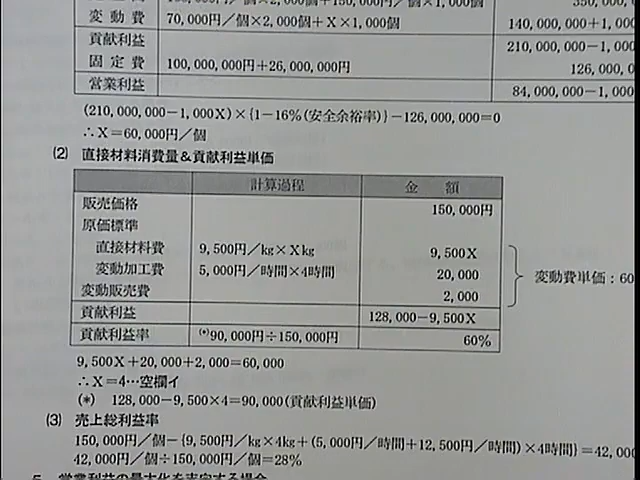 変動費 70,000円／個×2,000個＋X×1,000個 140,000,000＋1,00
貢献利益 210,000,000－1,00
固定費 100,000,000円＋26,000,000円 126,000,
営業利益 84,000,000－1,00
(210,000,000－1,000X)×{1－16%(安全余裕率)}－126,000,000＝0
∴X＝60,000円／個
(2) 直接材料消費量＆貢献利益単価
計算過程 金額
販売価格 150,000円
原価標準
直接材料費 9,500円／kg×Xkg 9,500X
変動加工費 5,000円／時間×4時間 20,000
変動販売費 2,000
変動費単価：60
貢献利益 128,000－9,500X
貢献利益率 (*)90,000円÷150,000円 60%
9,500X＋20,000＋2,000＝60,000
∴X＝4…空欄イ
(*) 128,000－9,500×4＝90,000(貢献利益単価)
(3) 売上総利益率
150,000円／個－{9,500円／kg×4kg＋(5,000円／時間＋12,500円／時間)×4時間}＝42,000
42,000円／個÷150,000円／個＝28%